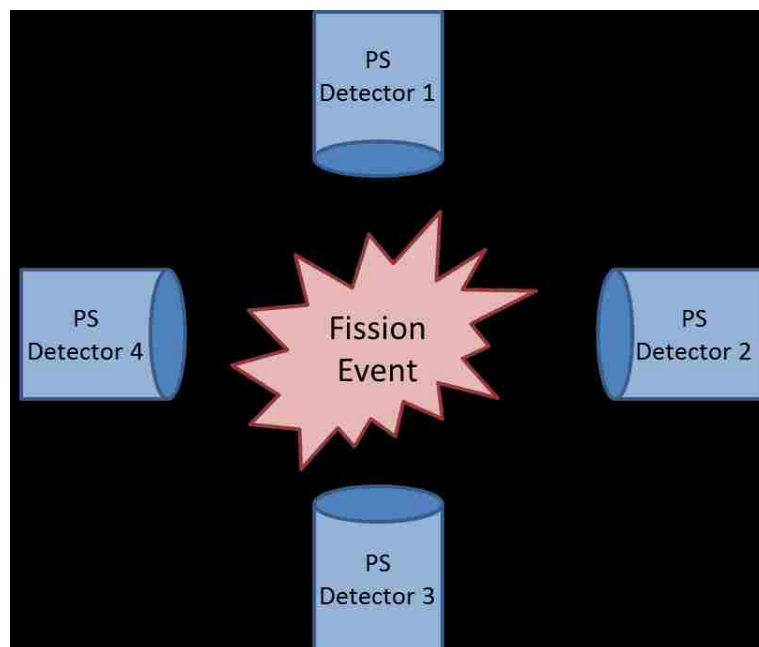 PS
Detector 1
PS
Detector 4
Fission
Event
PS
Detector 2
PS
Detector 3